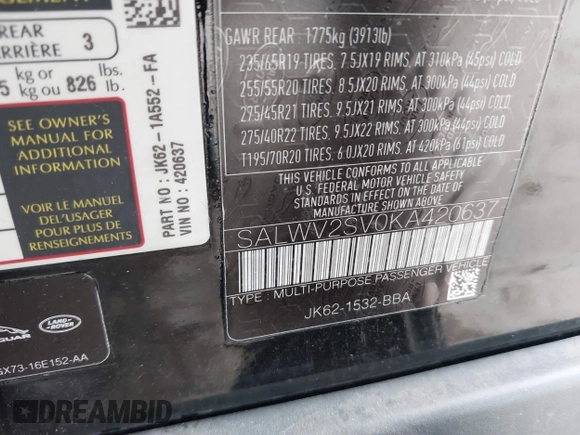 REAR
ERRIÈRE 3
5 kg or lbs.
kg ou 826 lb.
SEE OWNER'S
MANUAL FOR
ADDITIONAL
INFORMATION
VOIR LE MANUEL
DEL'USAGER
POUR PLUS DE
RENSEIGNEMENTS
PART NO : JK62 -1A552 -FA
VIN NO : 420637
GAWR REAR 1775kg (3913lb)
235/65R19 TIRES. 7.5JX19 RIMS, AT 310kPa (45psi) COLD
255/55R20 TIRES. 8.5JX20 RIMS, AT 300kPa (44psi) COLD
275/45R21 TIRES. 9.5JX21 RIMS, AT 300kPa (44psi) COLD
275/40R22 TIRES. 9.5JX22 RIMS, AT 300kPa (44psi) COLD
T195/70R20 TIRES. 6.0JX20 RIMS, AT 420kPa (61psi) COLD
THIS VEHICLE CONFORMS TO ALL APPLICABLE
U.S. FEDERAL MOTOR VEHICLE SAFETY
STANDARDS IN EFFECT ON THE DATE OF
MANUFACTURE SHOWN ABOVE
SALWV2SV0KA420637
TYPE : MULTI-PURPOSE PASSENGER VEHICLE
JK62-1532-BBA
GUAR
LAND-
ROVER
GX73-16E152-AA
DREAMBID